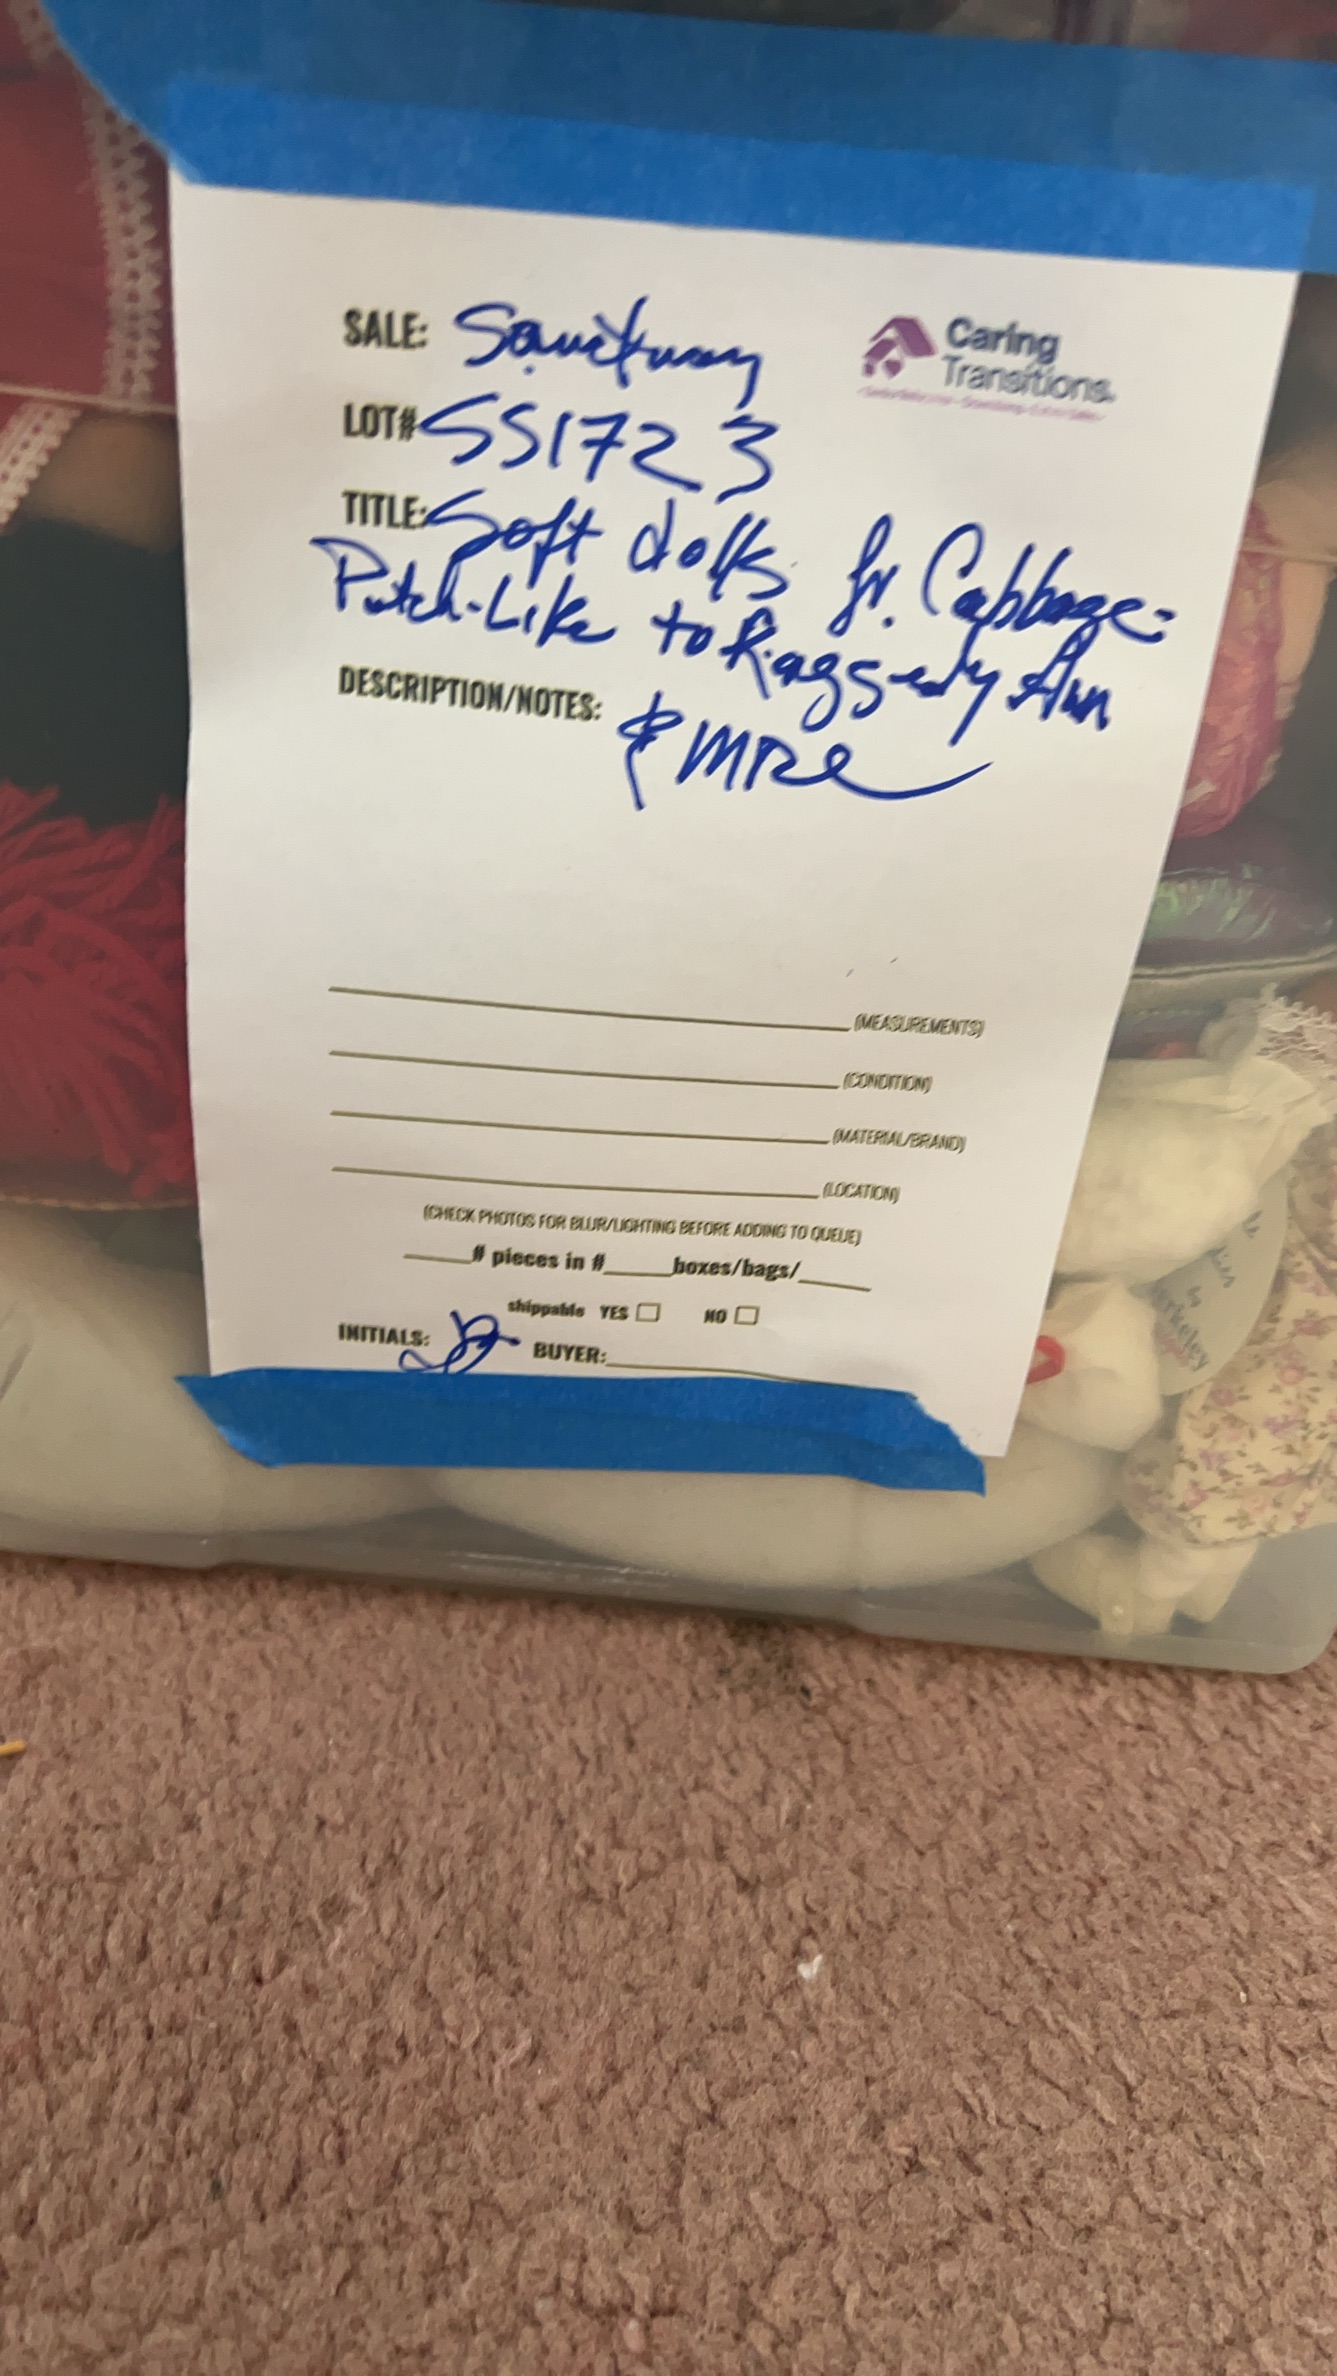 SALE: Sanctuary
Caring
Transitions.
LOT# SS1723
TITLE: Soft dolls fr. Cabbage-
Patch-Like to Raggedy Ann
DESCRIPTION/NOTES: & MRE
(MEASUREMENTS)
(CONDITION)
(MATERIAL/BRAND)
(LOCATION)
(CHECK PHOTOS FOR BLUR/LIGHTING BEFORE ADDING TO QUEUE)
# pieces in # boxes/bags/
shippable YES NO
INITIALS: BUYER:
by